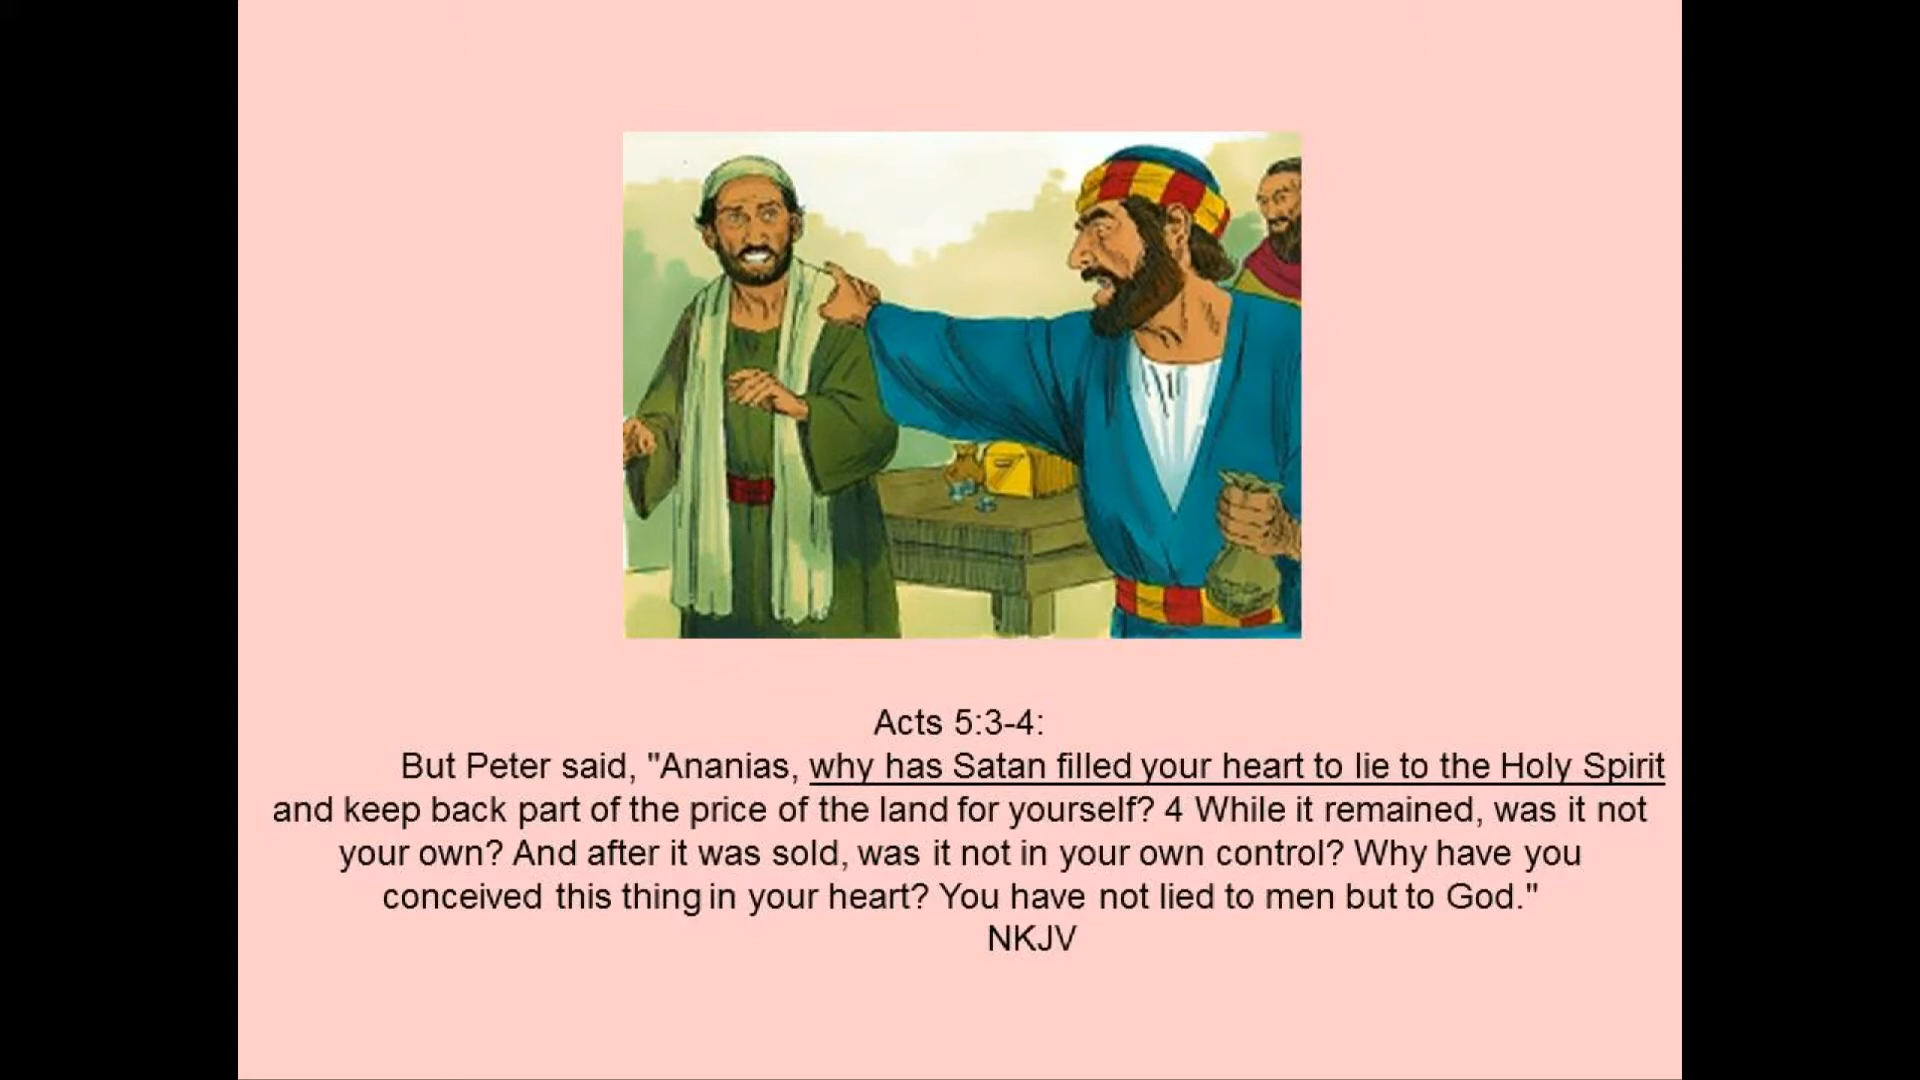 Acts 5:3-4:
But Peter said, "Ananias, why has Satan filled your heart to lie to the Holy Spirit
and keep back part of the price of the land for yourself? 4 While it remained, was it not
your own? And after it was sold, was it not in your own control? Why have you
conceived this thing in your heart? You have not lied to men but to God."
NKJV